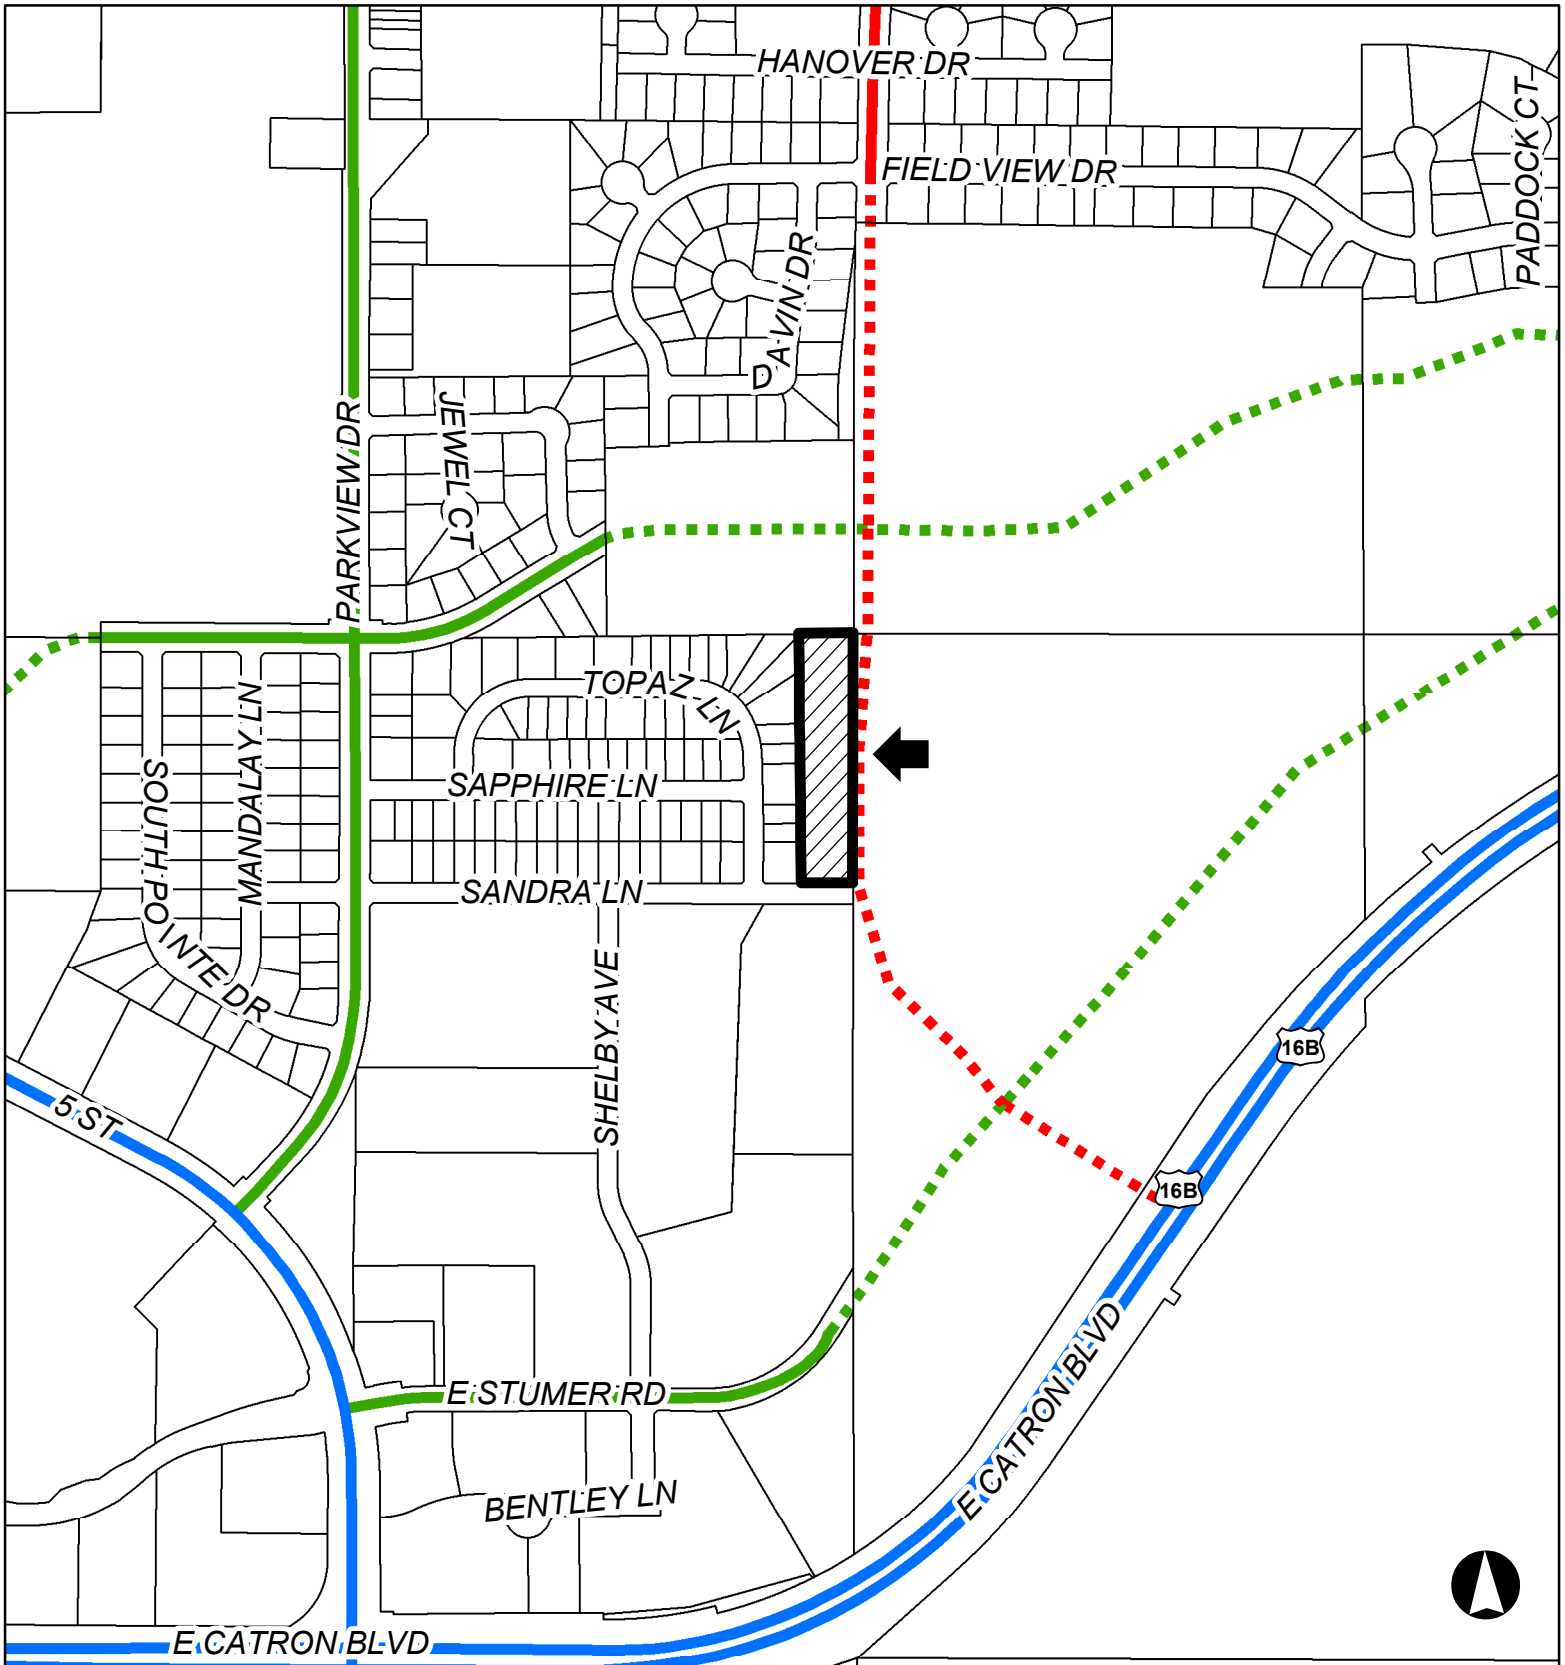 HANOVER DR
FIELD VIEW DR
PADDOCK CT
DAVIN DR
PARKVIEW DR
JEWEL CT
TOPAZ LN
SAPPHIRE LN
SANDRA LN
MANDALAY LN
SOUTH POINTE DR
SHELBY AVE
5 ST
16B
16B
E STUMER RD
E CATRON BLVD
BENTLEY LN
E CATRON BLVD